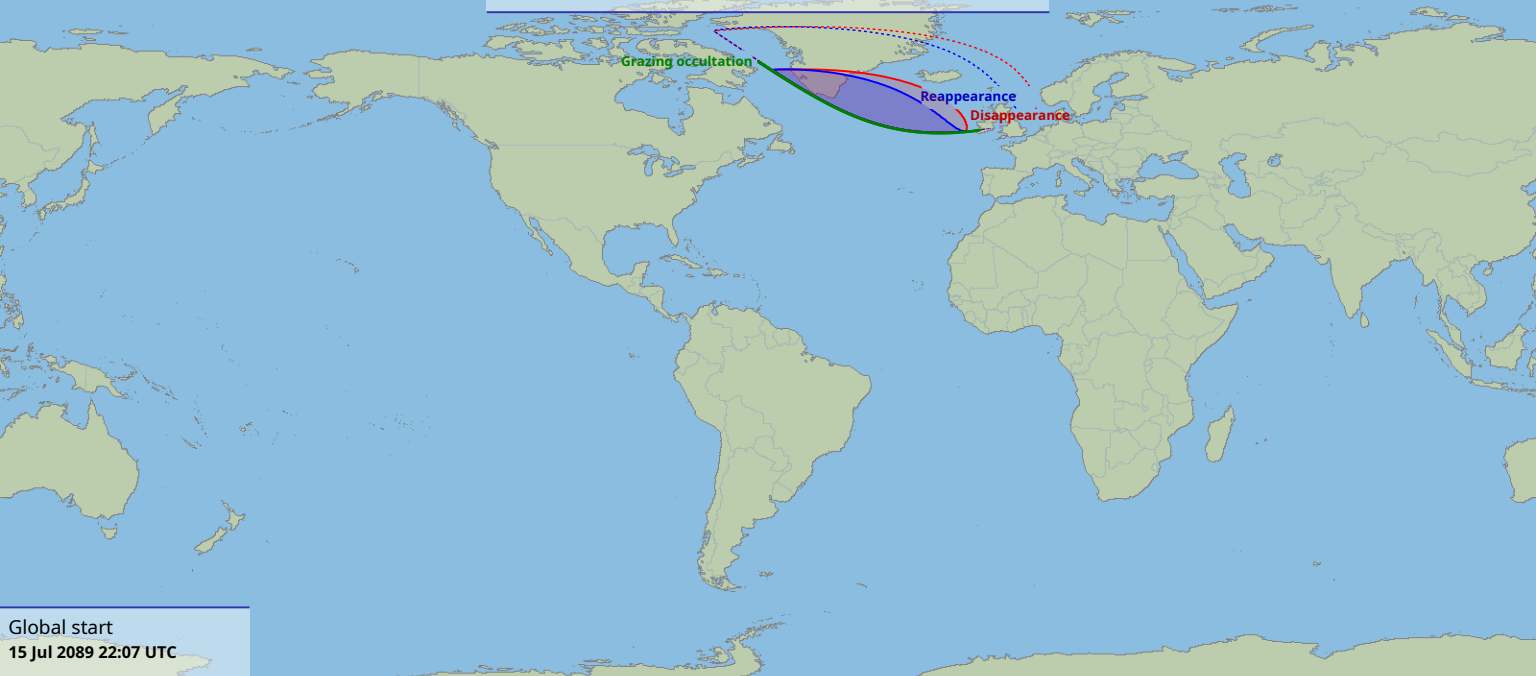 Grazing occultation
Reappearance
Disappearance
Global start
15 Jul 2089 22:07 UTC